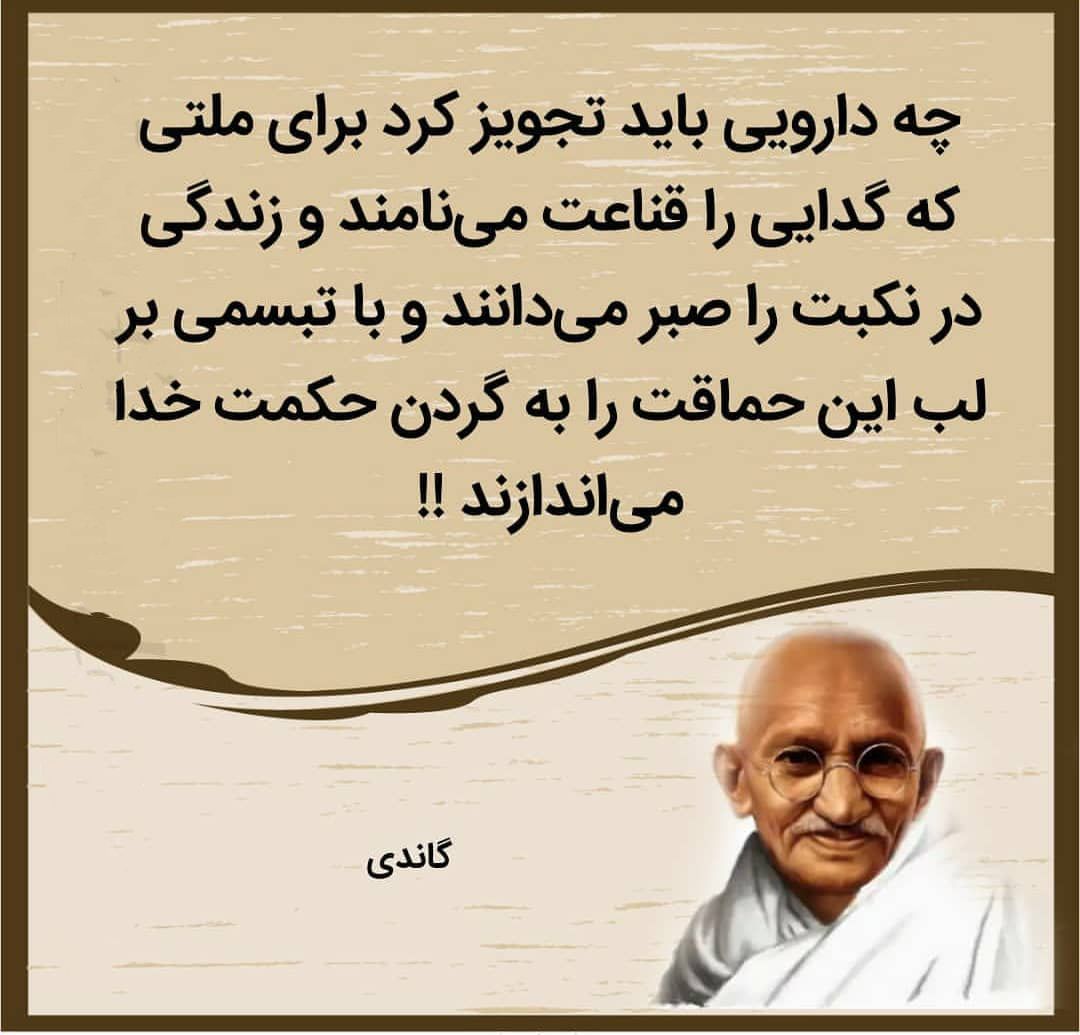 چه دارویی باید تجویز کرد برای ملتی
که گدایی را قناعت می‌نامند و زندگی
در نکبت را صبر می‌دانند و با تبسمی بر
لب این حماقت را به گردن حکمت خدا
می‌اندازند !!
گاندی